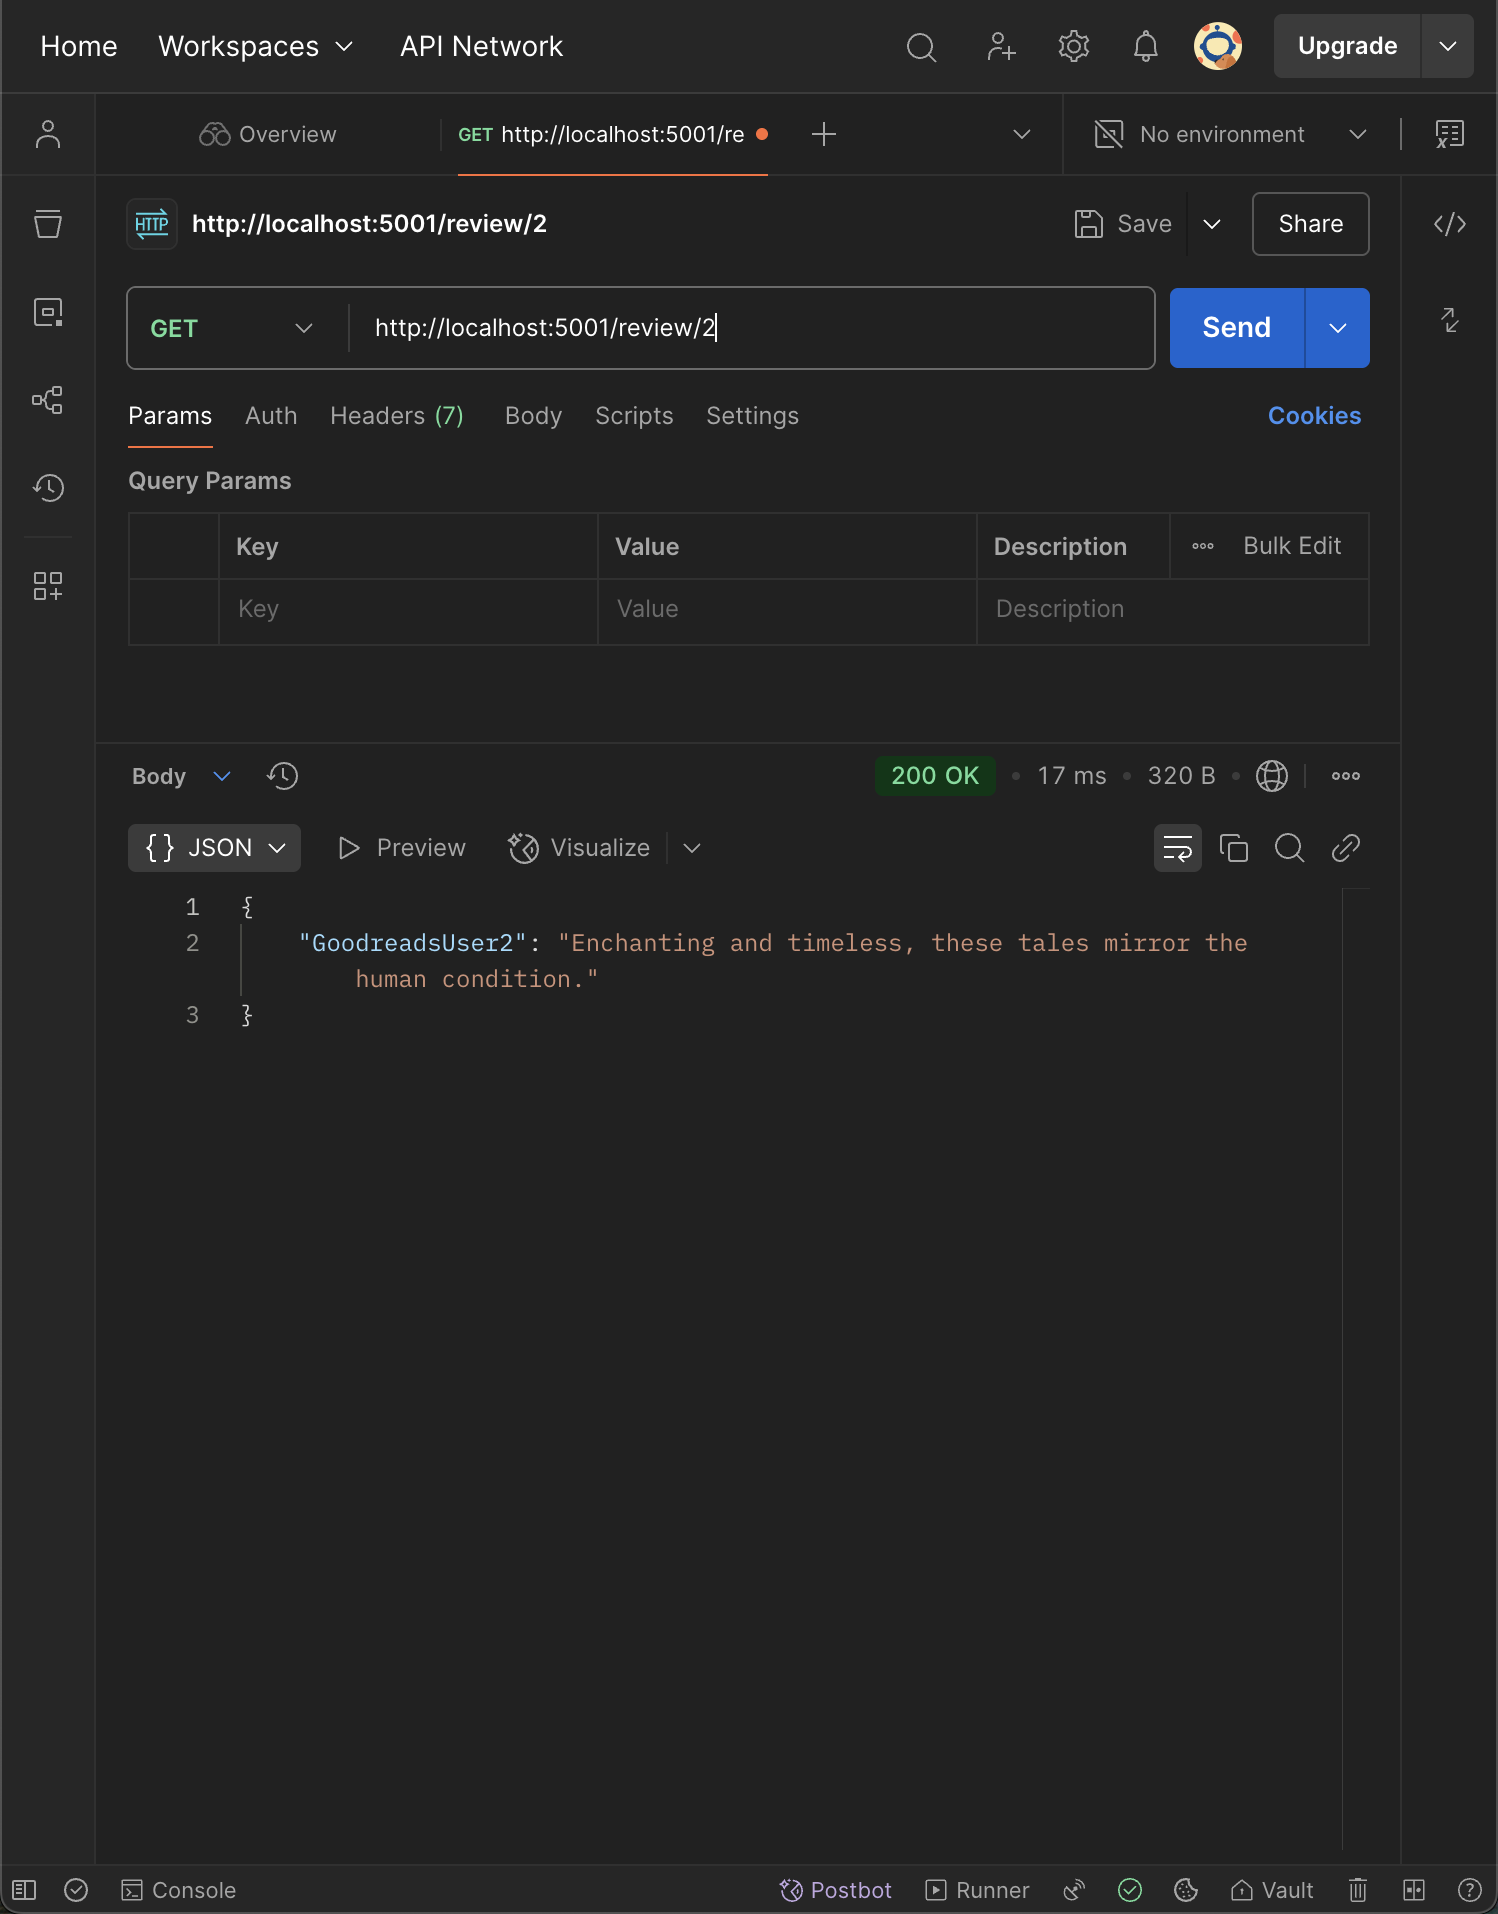 Home Workspaces API Network Upgrade
Overview GET http://localhost:5001/re No environment
HTTP http://localhost:5001/review/2 Save Share
GET http://localhost:5001/review/2 Send
Params Auth Headers (7) Body Scripts Settings Cookies
Query Params
Key Value Description Bulk Edit
Key Value Description
Body 200 OK 17 ms 320 B
{} JSON Preview Visualize
1 {
2 "GoodreadsUser2": "Enchanting and timeless, these tales mirror the
human condition."
3 }
Console Postbot Runner Vault